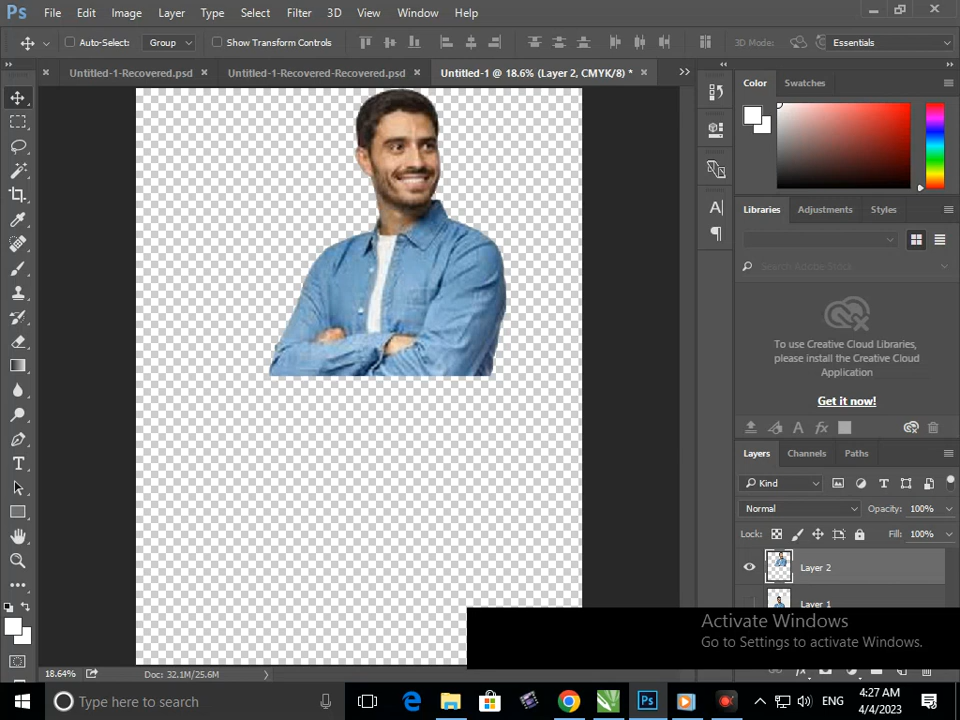 Ps File Edit Image Layer Type Select Filter 3D View Window Help
Auto-Select: Group Show Transform Controls 3D Mode: Essentials
Untitled-1-Recovered.psd × Untitled-1-Recovered-Recovered.psd × Untitled-1 @ 18.6% (Layer 2, CMYK/8) * ×
Color Swatches
Libraries Adjustments Styles
Search Adobe Stock
To use Creative Cloud Libraries,
please install the Creative Cloud
Application
Get it now!
Layers Channels Paths
Kind
Normal Opacity: 100%
Lock: Fill: 100%
Layer 2
Layer 1
Activate Windows
Go to Settings to activate Windows.
18.64% Doc: 32.1M/25.6M
Type here to search
ENG
4:27 AM
4/4/2023